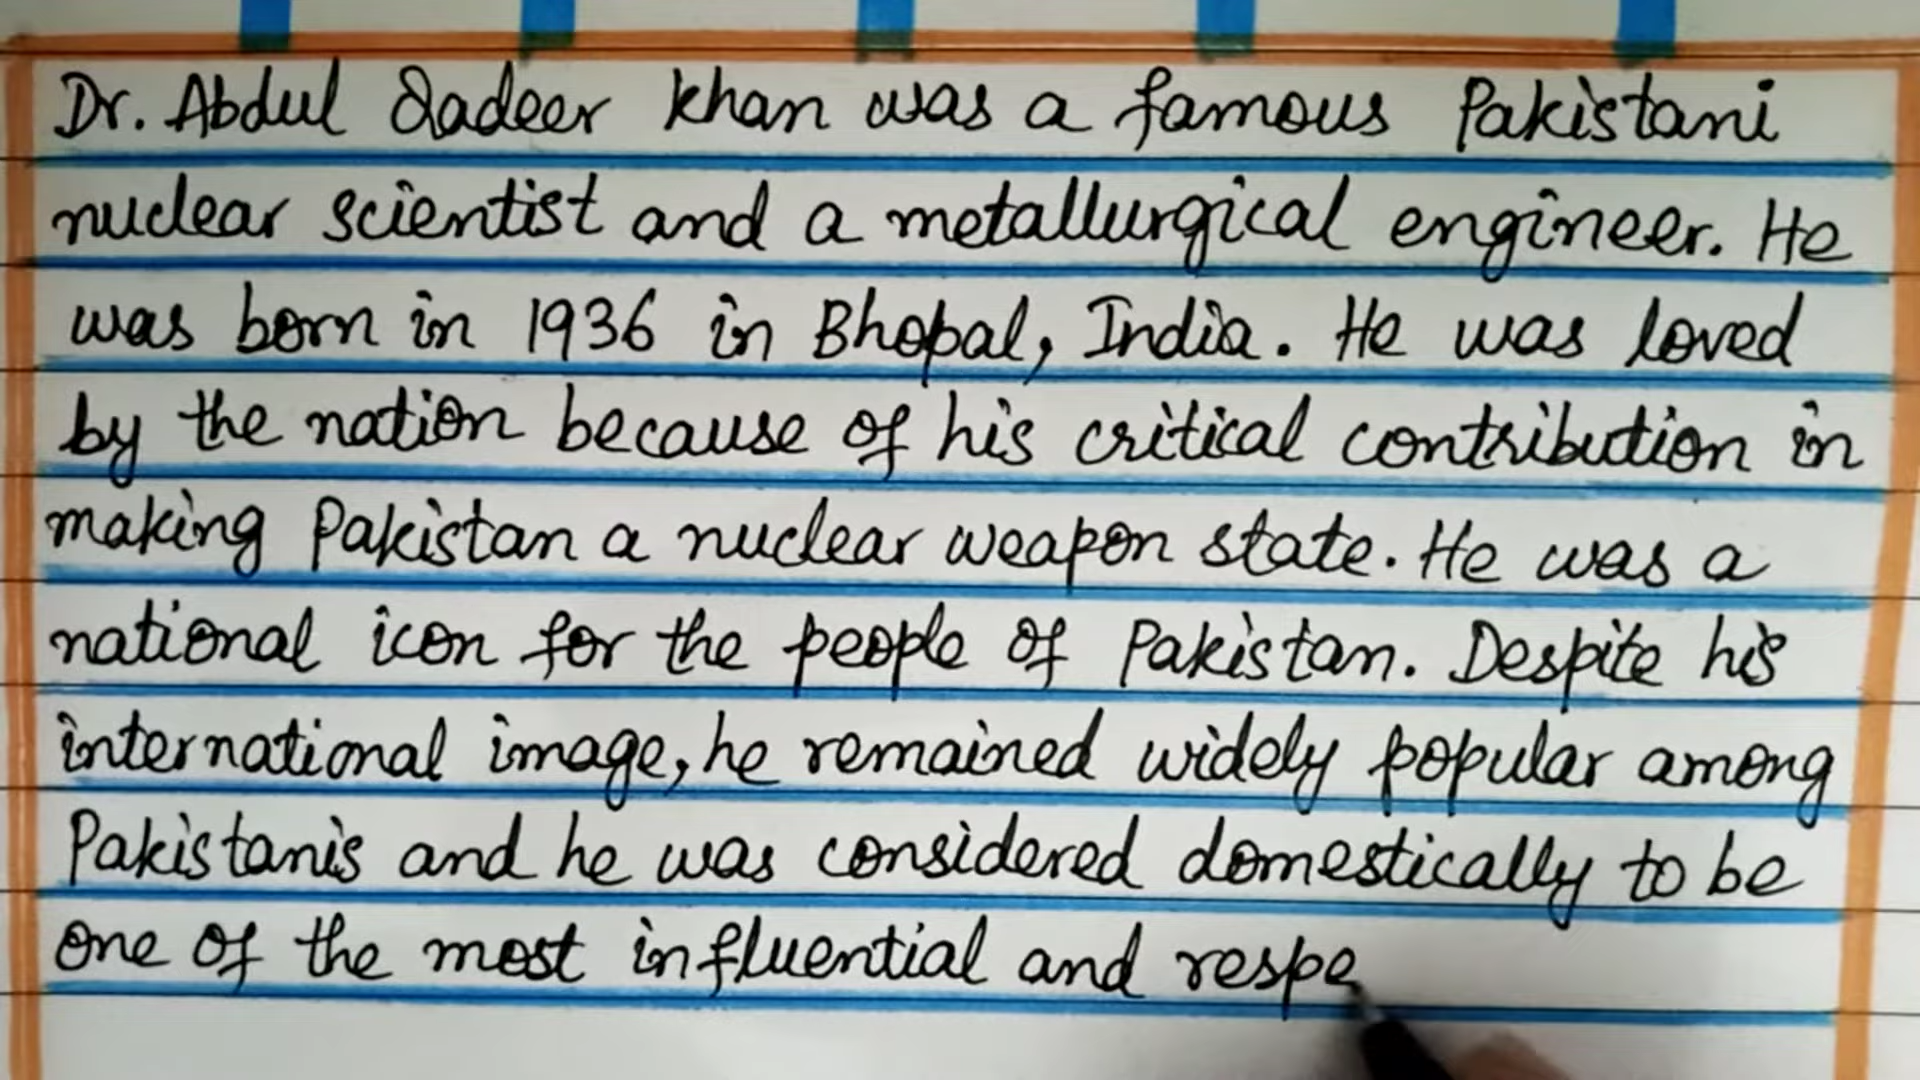 Dr. Abdul Qadeer Khan was a famous Pakistani
nuclear scientist and a metallurgical engineer. He
was born in 1936 in Bhopal, India. He was loved
by the nation because of his critical contribution in
making Pakistan a nuclear weapon state. He was a
national icon for the people of Pakistan. Despite his
international image, he remained widely popular among
Pakistanis and he was considered domestically to be
one of the most influential and respe